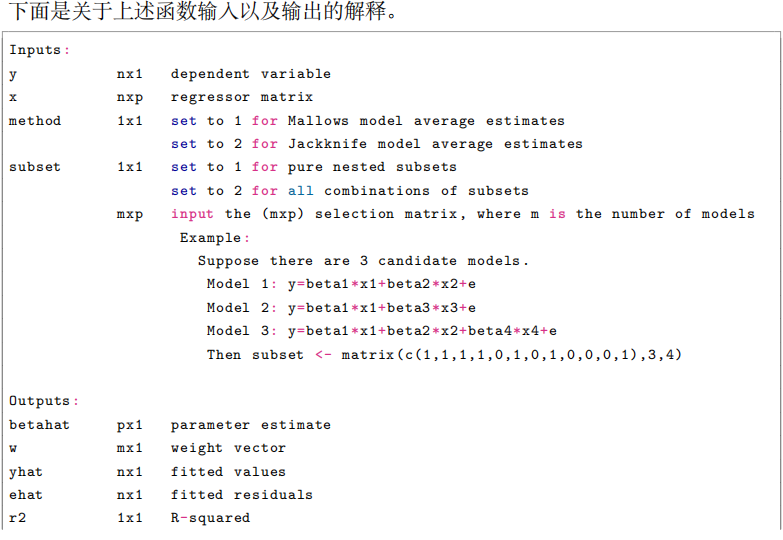 下面是关于上述函数输入以及输出的解释。
Inputs:
y nx1 dependent variable
x nxp regressor matrix
method 1x1 set to 1 for Mallows model average estimates
set to 2 for Jackknife model average estimates
subset 1x1 set to 1 for pure nested subsets
set to 2 for all combinations of subsets
mxp input the (mxp) selection matrix, where m is the number of models
Example:
Suppose there are 3 candidate models.
Model 1: y=beta1*x1+beta2*x2+e
Model 2: y=beta1*x1+beta3*x3+e
Model 3: y=beta1*x1+beta2*x2+beta4*x4+e
Then subset <- matrix(c(1,1,1,1,0,1,0,1,0,0,0,1),3,4)
Outputs:
betahat px1 parameter estimate
w mx1 weight vector
yhat nx1 fitted values
ehat nx1 fitted residuals
r2 1x1 R-squared